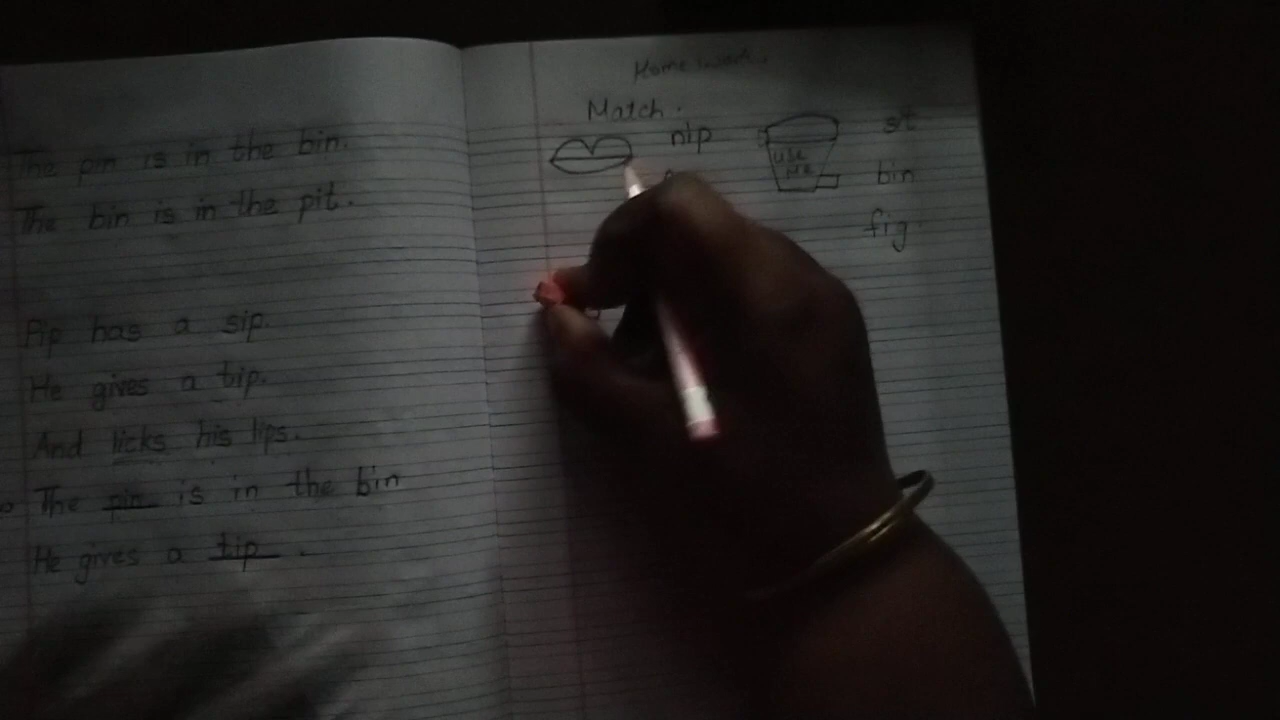 The pin is in the bin.
The bin is in the pit.
Pip has a sip.
He gives a tip.
And licks his lips.
The pin is in the bin
He gives a tip .
Home work.
Match.
nip
USE
ME
sit
bin
fig